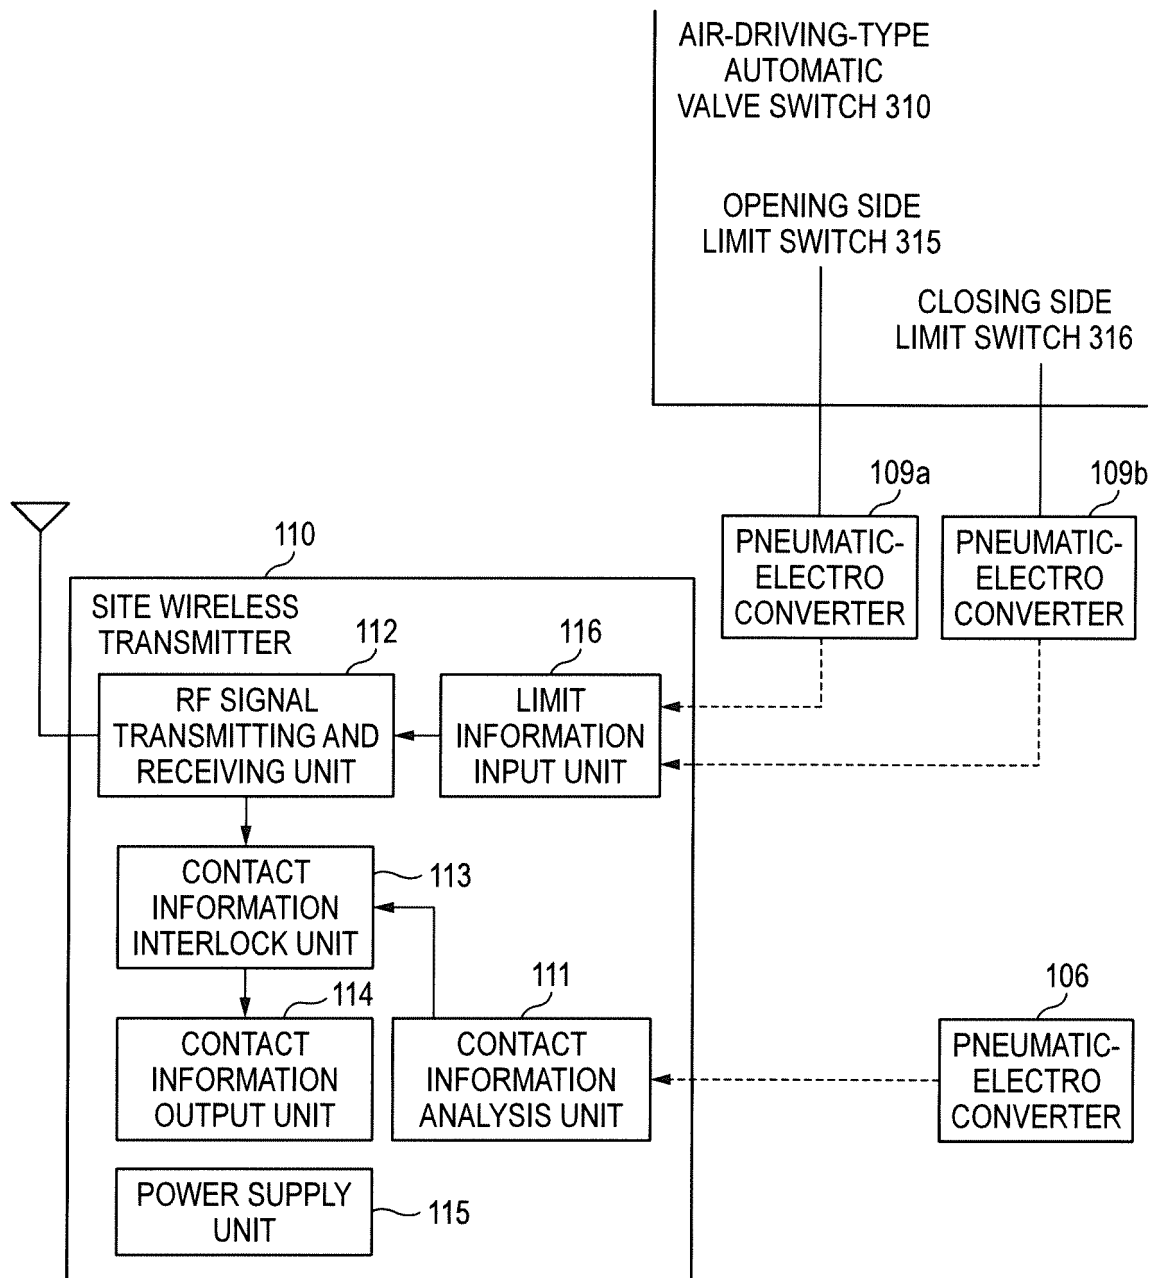 AIR-DRIVING-TYPE
AUTOMATIC
VALVE SWITCH 310
OPENING SIDE
LIMIT SWITCH 315
CLOSING SIDE
LIMIT SWITCH 316
109a
109b
PNEUMATIC-
ELECTRO
CONVERTER
PNEUMATIC-
ELECTRO
CONVERTER
110
SITE WIRELESS
TRANSMITTER
112
116
RF SIGNAL
TRANSMITTING AND
RECEIVING UNIT
LIMIT
INFORMATION
INPUT UNIT
CONTACT
INFORMATION
INTERLOCK UNIT
113
114
111
106
CONTACT
INFORMATION
OUTPUT UNIT
CONTACT
INFORMATION
ANALYSIS UNIT
PNEUMATIC-
ELECTRO
CONVERTER
POWER SUPPLY
UNIT
115